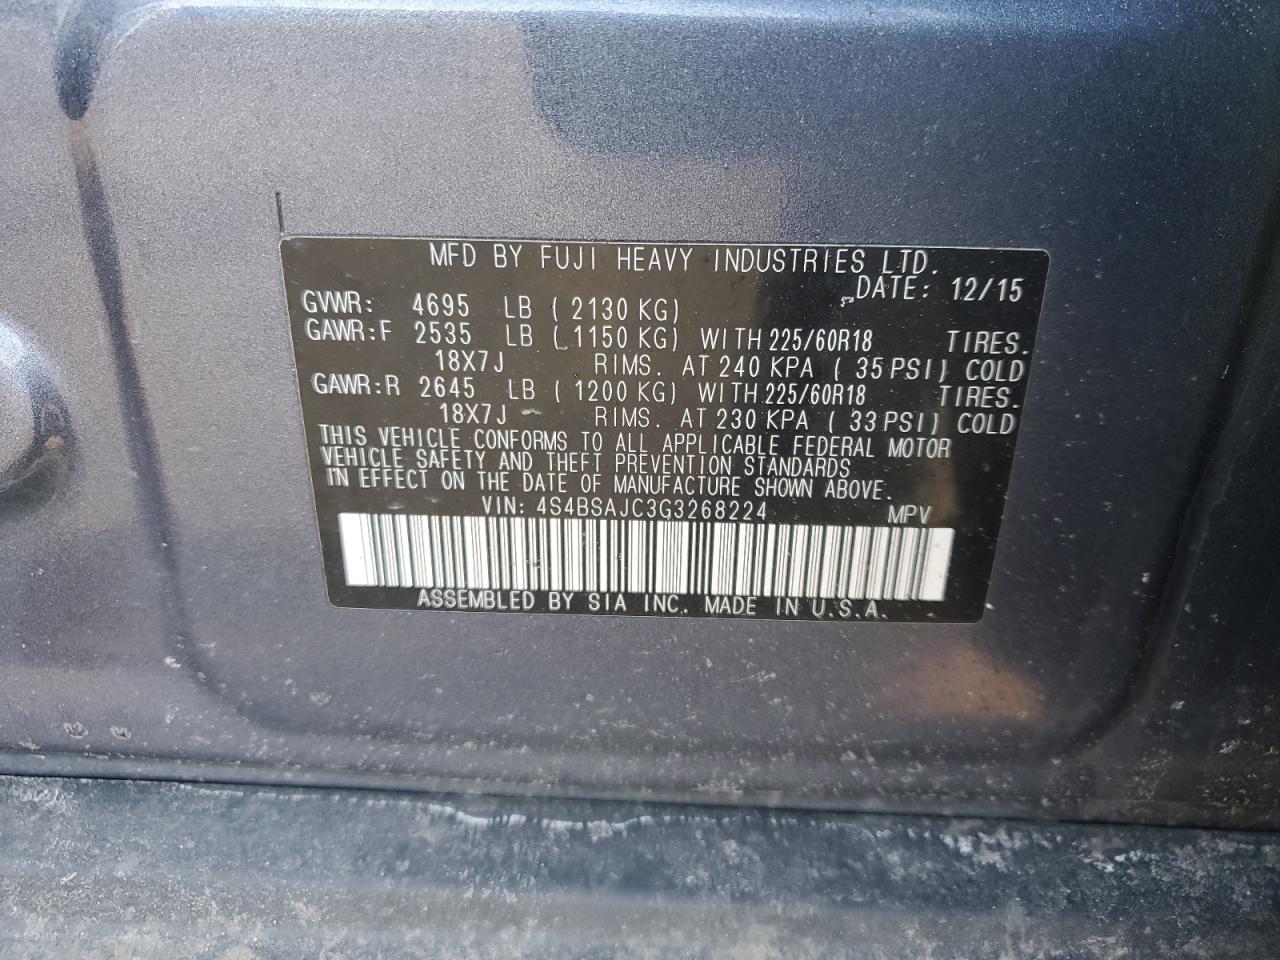 MFD BY FUJI HEAVY INDUSTRIES LTD.
DATE: 12/15
GVWR: 4695 LB ( 2130 KG)
GAWR:F 2535 LB ( 1150 KG) WITH 225/60R18 TIRES.
18X7J RIMS. AT 240 KPA ( 35 PSI) COLD
GAWR:R 2645 LB ( 1200 KG) WITH 225/60R18 TIRES.
18X7J RIMS. AT 230 KPA ( 33 PSI) COLD
THIS VEHICLE CONFORMS TO ALL APPLICABLE FEDERAL MOTOR
VEHICLE SAFETY AND THEFT PREVENTION STANDARDS
IN EFFECT ON THE DATE OF MANUFACTURE SHOWN ABOVE.
VIN: 4S4BSAJC3G3268224 MPV
ASSEMBLED BY SIA INC. MADE IN U.S.A.